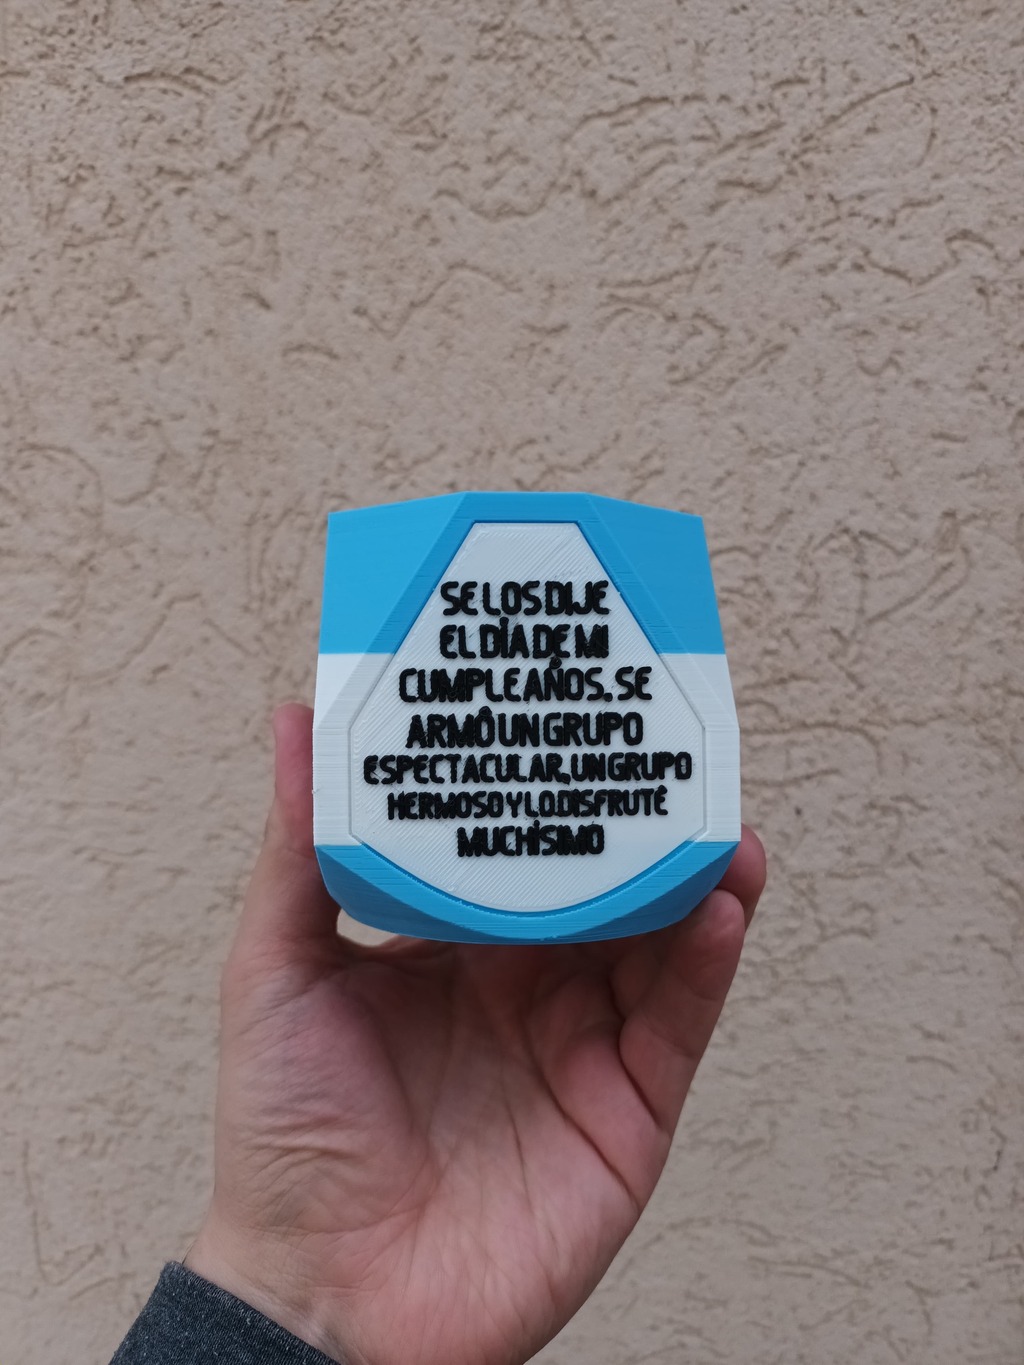 SE LOS DIJE
EL DÍA DE MI
CUMPLEAÑOS. SE
ARMÓ UN GRUPO
ESPECTACULAR, UN GRUPO
HERMOSO Y LO DISFRUTÉ
MUCHÍSIMO